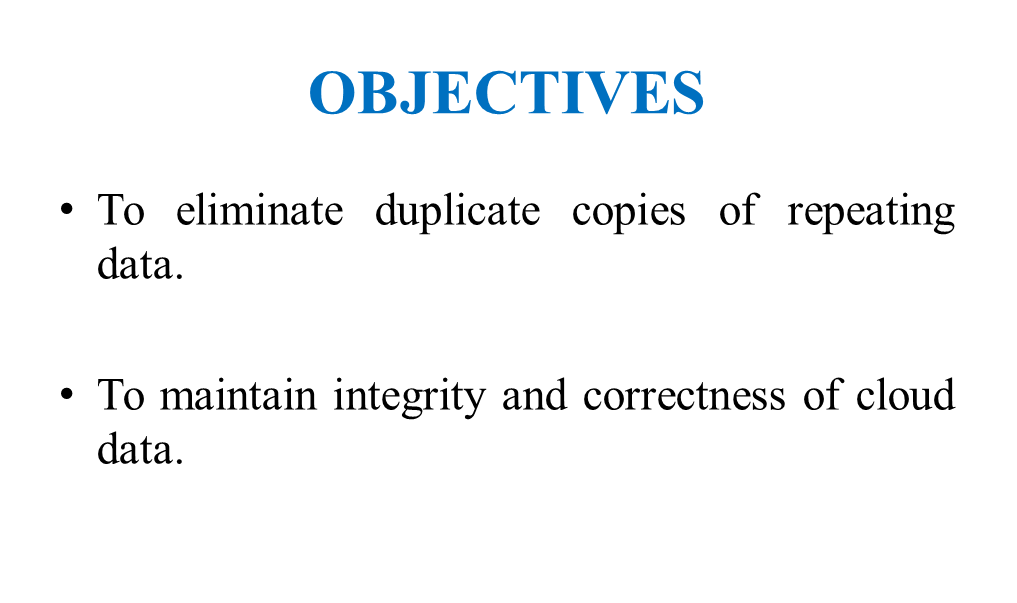 OBJECTIVES
• To eliminate duplicate copies of repeating
data.
• To maintain integrity and correctness of cloud
data.